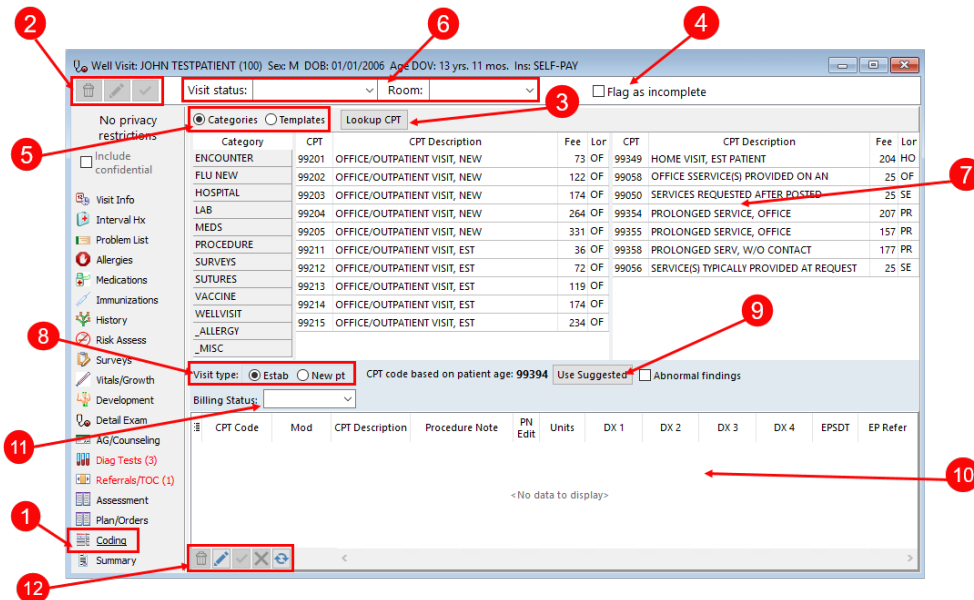 2
6
4
Well Visit: JOHN TESTPATIENT (100) Sex: M DOB: 01/01/2006 Age DOV: 13 yrs. 11 mos. Ins: SELF-PAY
Visit status: Room: Flag as incomplete
3
5
7
No privacy restrictions
Include confidential
Categories Templates Lookup CPT
Category CPT CPT Description Fee Lor CPT CPT Description Fee Lor
ENCOUNTER 99201 OFFICE/OUTPATIENT VISIT, NEW 73 OF 99349 HOME VISIT, EST PATIENT 204 HO
FLU NEW 99202 OFFICE/OUTPATIENT VISIT, NEW 122 OF 99058 OFFICE SSERVICE(S) PROVIDED ON AN 25 OF
HOSPITAL 99203 OFFICE/OUTPATIENT VISIT, NEW 174 OF 99050 SERVICES REQUESTED AFTER POSTED 25 SE
LAB 99204 OFFICE/OUTPATIENT VISIT, NEW 264 OF 99354 PROLONGED SERVICE, OFFICE 207 PR
MEDS 99205 OFFICE/OUTPATIENT VISIT, NEW 331 OF 99355 PROLONGED SERVICE, OFFICE 157 PR
PROCEDURE 99211 OFFICE/OUTPATIENT VISIT, EST 36 OF 99358 PROLONGED SERV, W/O CONTACT 177 PR
SURVEYS 99212 OFFICE/OUTPATIENT VISIT, EST 72 OF 99056 SERVICE(S) TYPICALLY PROVIDED AT REQUEST 25 SE
SUTURES 99213 OFFICE/OUTPATIENT VISIT, EST 119 OF
VACCINE 99214 OFFICE/OUTPATIENT VISIT, EST 174 OF
WELLVISIT 99215 OFFICE/OUTPATIENT VISIT, EST 234 OF
_ALLERGY
_MISC
Visit Info
Interval Hx
Problem List
Allergies
Medications
Immunizations
History
Risk Assess
Surveys
Vitals/Growth
Development
Detail Exam
AG/Counseling
Diag Tests (3)
Referrals/TOC (1)
Assessment
Plan/Orders
Coding
Summary
8
9
Visit type: Estab New pt CPT code based on patient age: 99394 Use Suggested Abnormal findings
Billing Status:
11
CPT Code Mod CPT Description Procedure Note PN Edit Units DX 1 DX 2 DX 3 DX 4 EPSDT EP Refer
10
<No data to display>
1
12